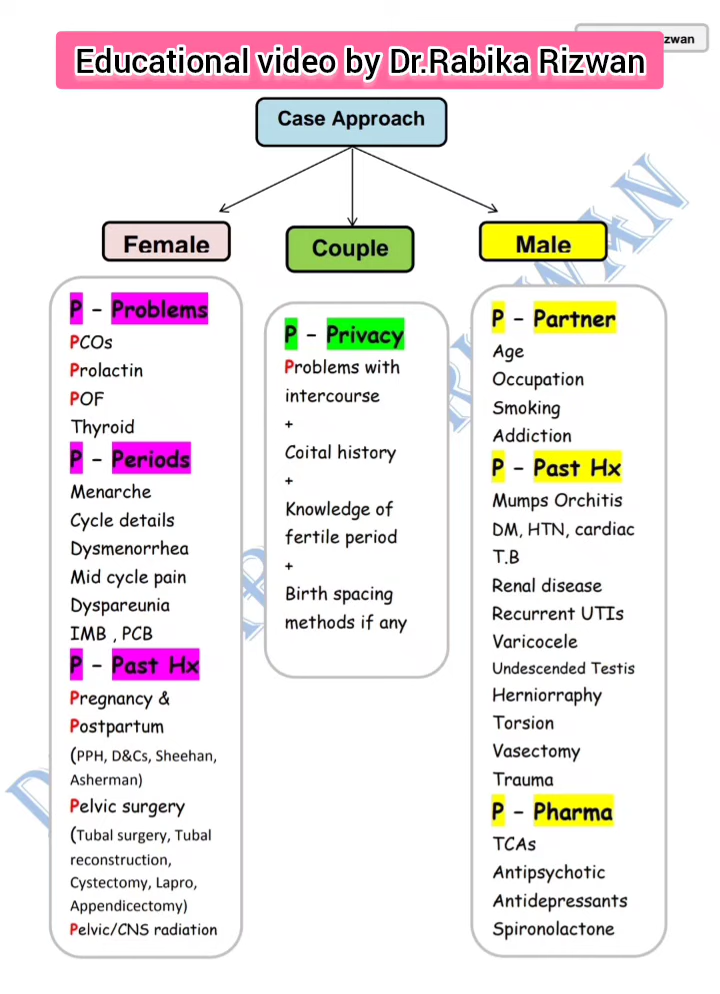 zwan
Educational video by Dr.Rabika Rizwan
Case Approach
Female
P - Problems
PCOs
Prolactin
POF
Thyroid
P - Periods
Menarche
Cycle details
Dysmenorrhea
Mid cycle pain
Dyspareunia
IMB , PCB
P - Past Hx
Pregnancy &
Postpartum
(PPH, D&Cs, Sheehan,
Asherman)
Pelvic surgery
(Tubal surgery, Tubal
reconstruction,
Cystectomy, Lapro,
Appendicectomy)
Pelvic/CNS radiation
Couple
P - Privacy
Problems with
intercourse
+
Coital history
+
Knowledge of
fertile period
+
Birth spacing
methods if any
Male
P - Partner
Age
Occupation
Smoking
Addiction
P - Past Hx
Mumps Orchitis
DM, HTN, cardiac
T.B
Renal disease
Recurrent UTIs
Varicocele
Undescended Testis
Herniorraphy
Torsion
Vasectomy
Trauma
P - Pharma
TCAs
Antipsychotic
Antidepressants
Spironolactone